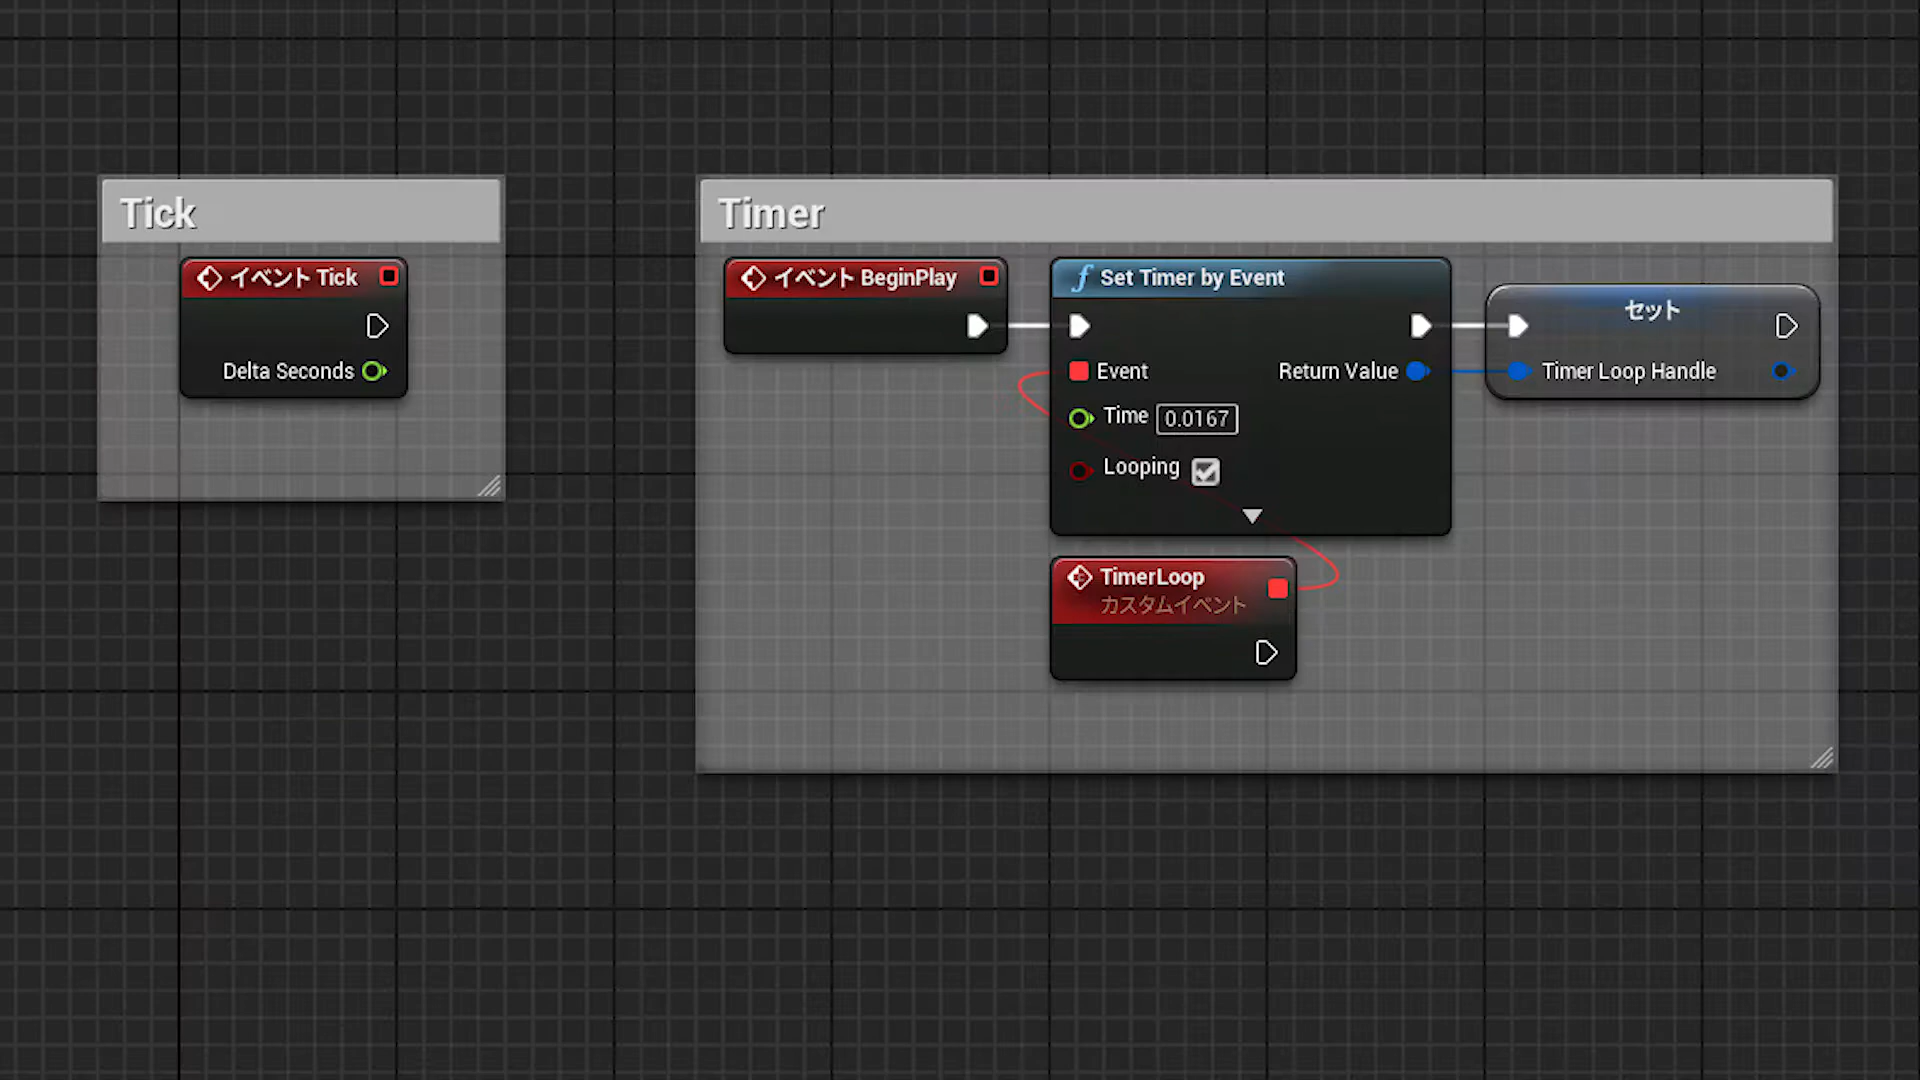 Tick
イベント Tick
Delta Seconds
Timer
イベント BeginPlay
Set Timer by Event
Event
Return Value
Time 0.0167
Looping
セット
Timer Loop Handle
TimerLoop
カスタムイベント